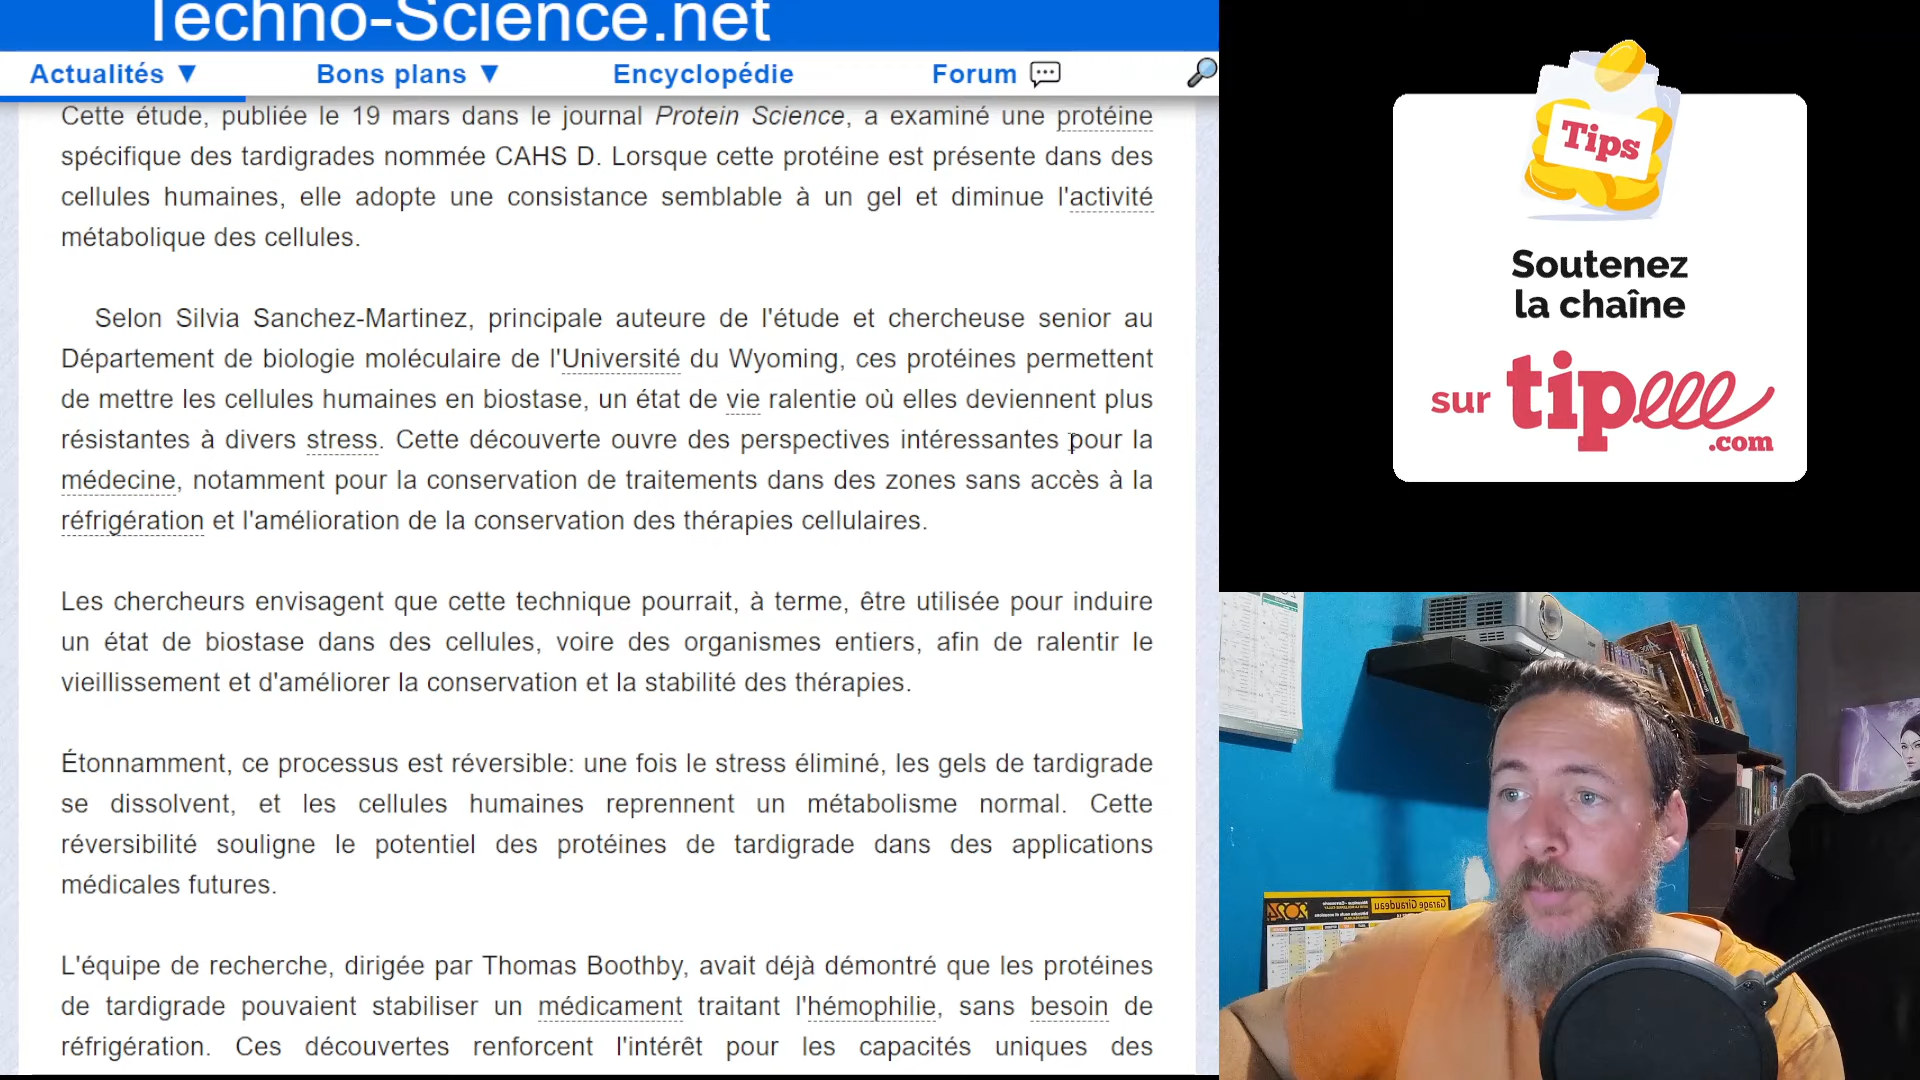 Techno-Science.net
Actualités ▼ Bons plans ▼ Encyclopédie Forum
Cette étude, publiée le 19 mars dans le journal Protein Science, a examiné une protéine
spécifique des tardigrades nommée CAHS D. Lorsque cette protéine est présente dans des
cellules humaines, elle adopte une consistance semblable à un gel et diminue l'activité
métabolique des cellules.
Selon Silvia Sanchez-Martinez, principale auteure de l'étude et chercheuse senior au
Département de biologie moléculaire de l'Université du Wyoming, ces protéines permettent
de mettre les cellules humaines en biostase, un état de vie ralentie où elles deviennent plus
résistantes à divers stress. Cette découverte ouvre des perspectives intéressantes pour la
médecine, notamment pour la conservation de traitements dans des zones sans accès à la
réfrigération et l'amélioration de la conservation des thérapies cellulaires.
Les chercheurs envisagent que cette technique pourrait, à terme, être utilisée pour induire
un état de biostase dans des cellules, voire des organismes entiers, afin de ralentir le
vieillissement et d'améliorer la conservation et la stabilité des thérapies.
Étonnamment, ce processus est réversible: une fois le stress éliminé, les gels de tardigrade
se dissolvent, et les cellules humaines reprennent un métabolisme normal. Cette
réversibilité souligne le potentiel des protéines de tardigrade dans des applications
médicales futures.
L'équipe de recherche, dirigée par Thomas Boothby, avait déjà démontré que les protéines
de tardigrade pouvaient stabiliser un médicament traitant l'hémophilie, sans besoin de
réfrigération. Ces découvertes renforcent l'intérêt pour les capacités uniques des
Tips
Soutenez
la chaîne
sur tipeee
.com
Garage Giraudeau